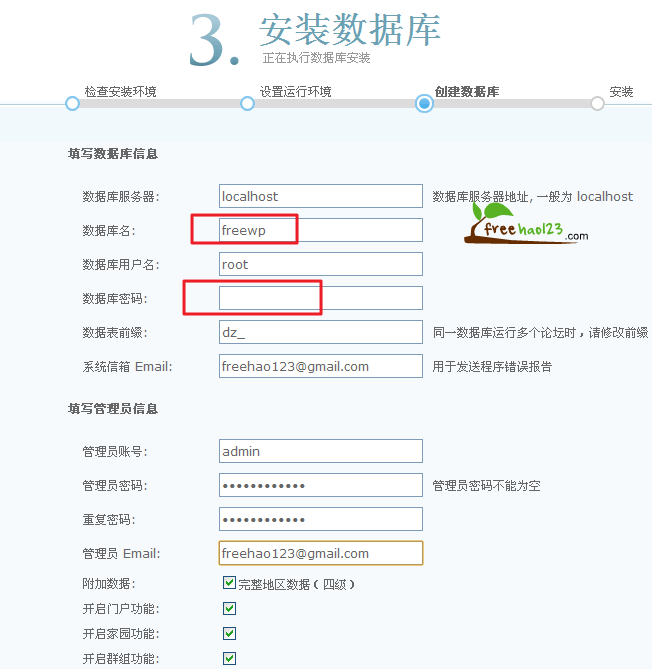 3. 安装数据库
正在执行数据库安装
检查安装环境 设置运行环境 创建数据库 安装
填写数据库信息
数据库服务器: localhost 数据库服务器地址, 一般为 localhost
数据库名: freewp
freehao123.com
数据库用户名: root
数据库密码:
数据表前缀: dz_ 同一数据库运行多个论坛时，请修改前缀
系统信箱 Email: freehao123@gmail.com 用于发送程序错误报告
填写管理员信息
管理员账号: admin
管理员密码: •••••••••••• 管理员密码不能为空
重复密码: ••••••••••••
管理员 Email: freehao123@gmail.com
附加数据: 完整地区数据（四级）
开启门户功能:
开启家园功能:
开启群组功能: